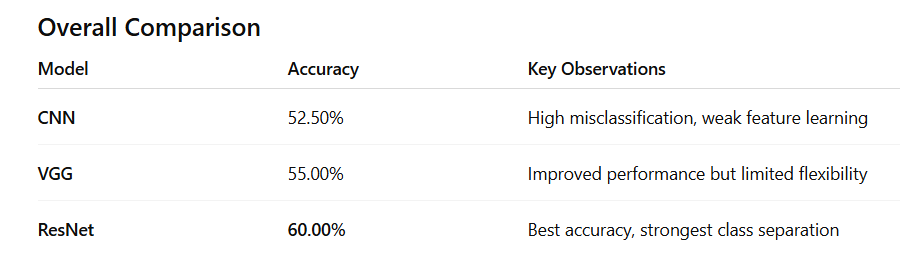 Overall Comparison
Model Accuracy Key Observations
CNN 52.50% High misclassification, weak feature learning
VGG 55.00% Improved performance but limited flexibility
ResNet 60.00% Best accuracy, strongest class separation